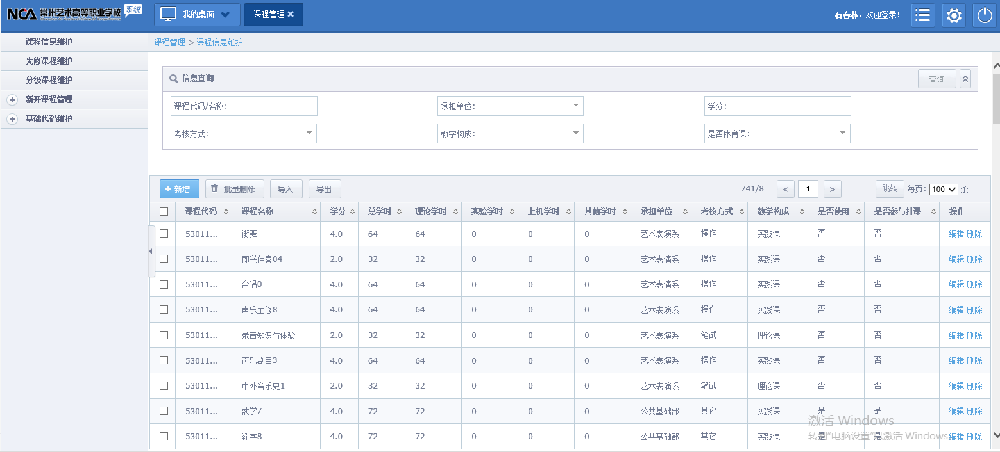 NCA 常州艺术高等职业学校 系统 我的桌面 课程管理 石春林，欢迎登录！
课程信息维护
先修课程维护
分级课程维护
新开课程管理
基础代码维护
课程管理 > 课程信息维护
信息查询 查询
课程代码/名称： 承担单位： 学分：
考核方式： 教学构成： 是否体育课：
新增 批量删除 导入 导出 741/8 < 1 > 跳转 每页： 100 条
课程代码 课程名称 学分 总学时 理论学时 实验学时 上机学时 其他学时 承担单位 考核方式 教学构成 是否使用 是否参与排课 操作
53011... 街舞 4.0 64 64 0 0 0 艺术表演系 操作 实践课 否 否 编辑 删除
53011... 即兴伴奏04 2.0 32 32 0 0 0 艺术表演系 操作 实践课 否 否 编辑 删除
53011... 合唱0 4.0 64 64 0 0 0 艺术表演系 操作 实践课 否 否 编辑 删除
53011... 声乐主修8 4.0 64 64 0 0 0 艺术表演系 操作 实践课 否 否 编辑 删除
53011... 录音知识与体验 2.0 32 32 0 0 0 艺术表演系 笔试 理论课 否 否 编辑 删除
53011... 声乐剧目3 4.0 64 64 0 0 0 艺术表演系 操作 实践课 否 否 编辑 删除
53011... 中外音乐史1 2.0 32 32 0 0 0 艺术表演系 笔试 理论课 否 否 编辑 删除
53011... 数学7 4.0 72 72 0 0 0 公共基础部 其它 实践课 是 是 编辑 删除
53011... 数学8 4.0 72 72 0 0 0 公共基础部 其它 实践课 是 是 编辑 删除
激活 Windows
转到“电脑设置”以激活 Windows。